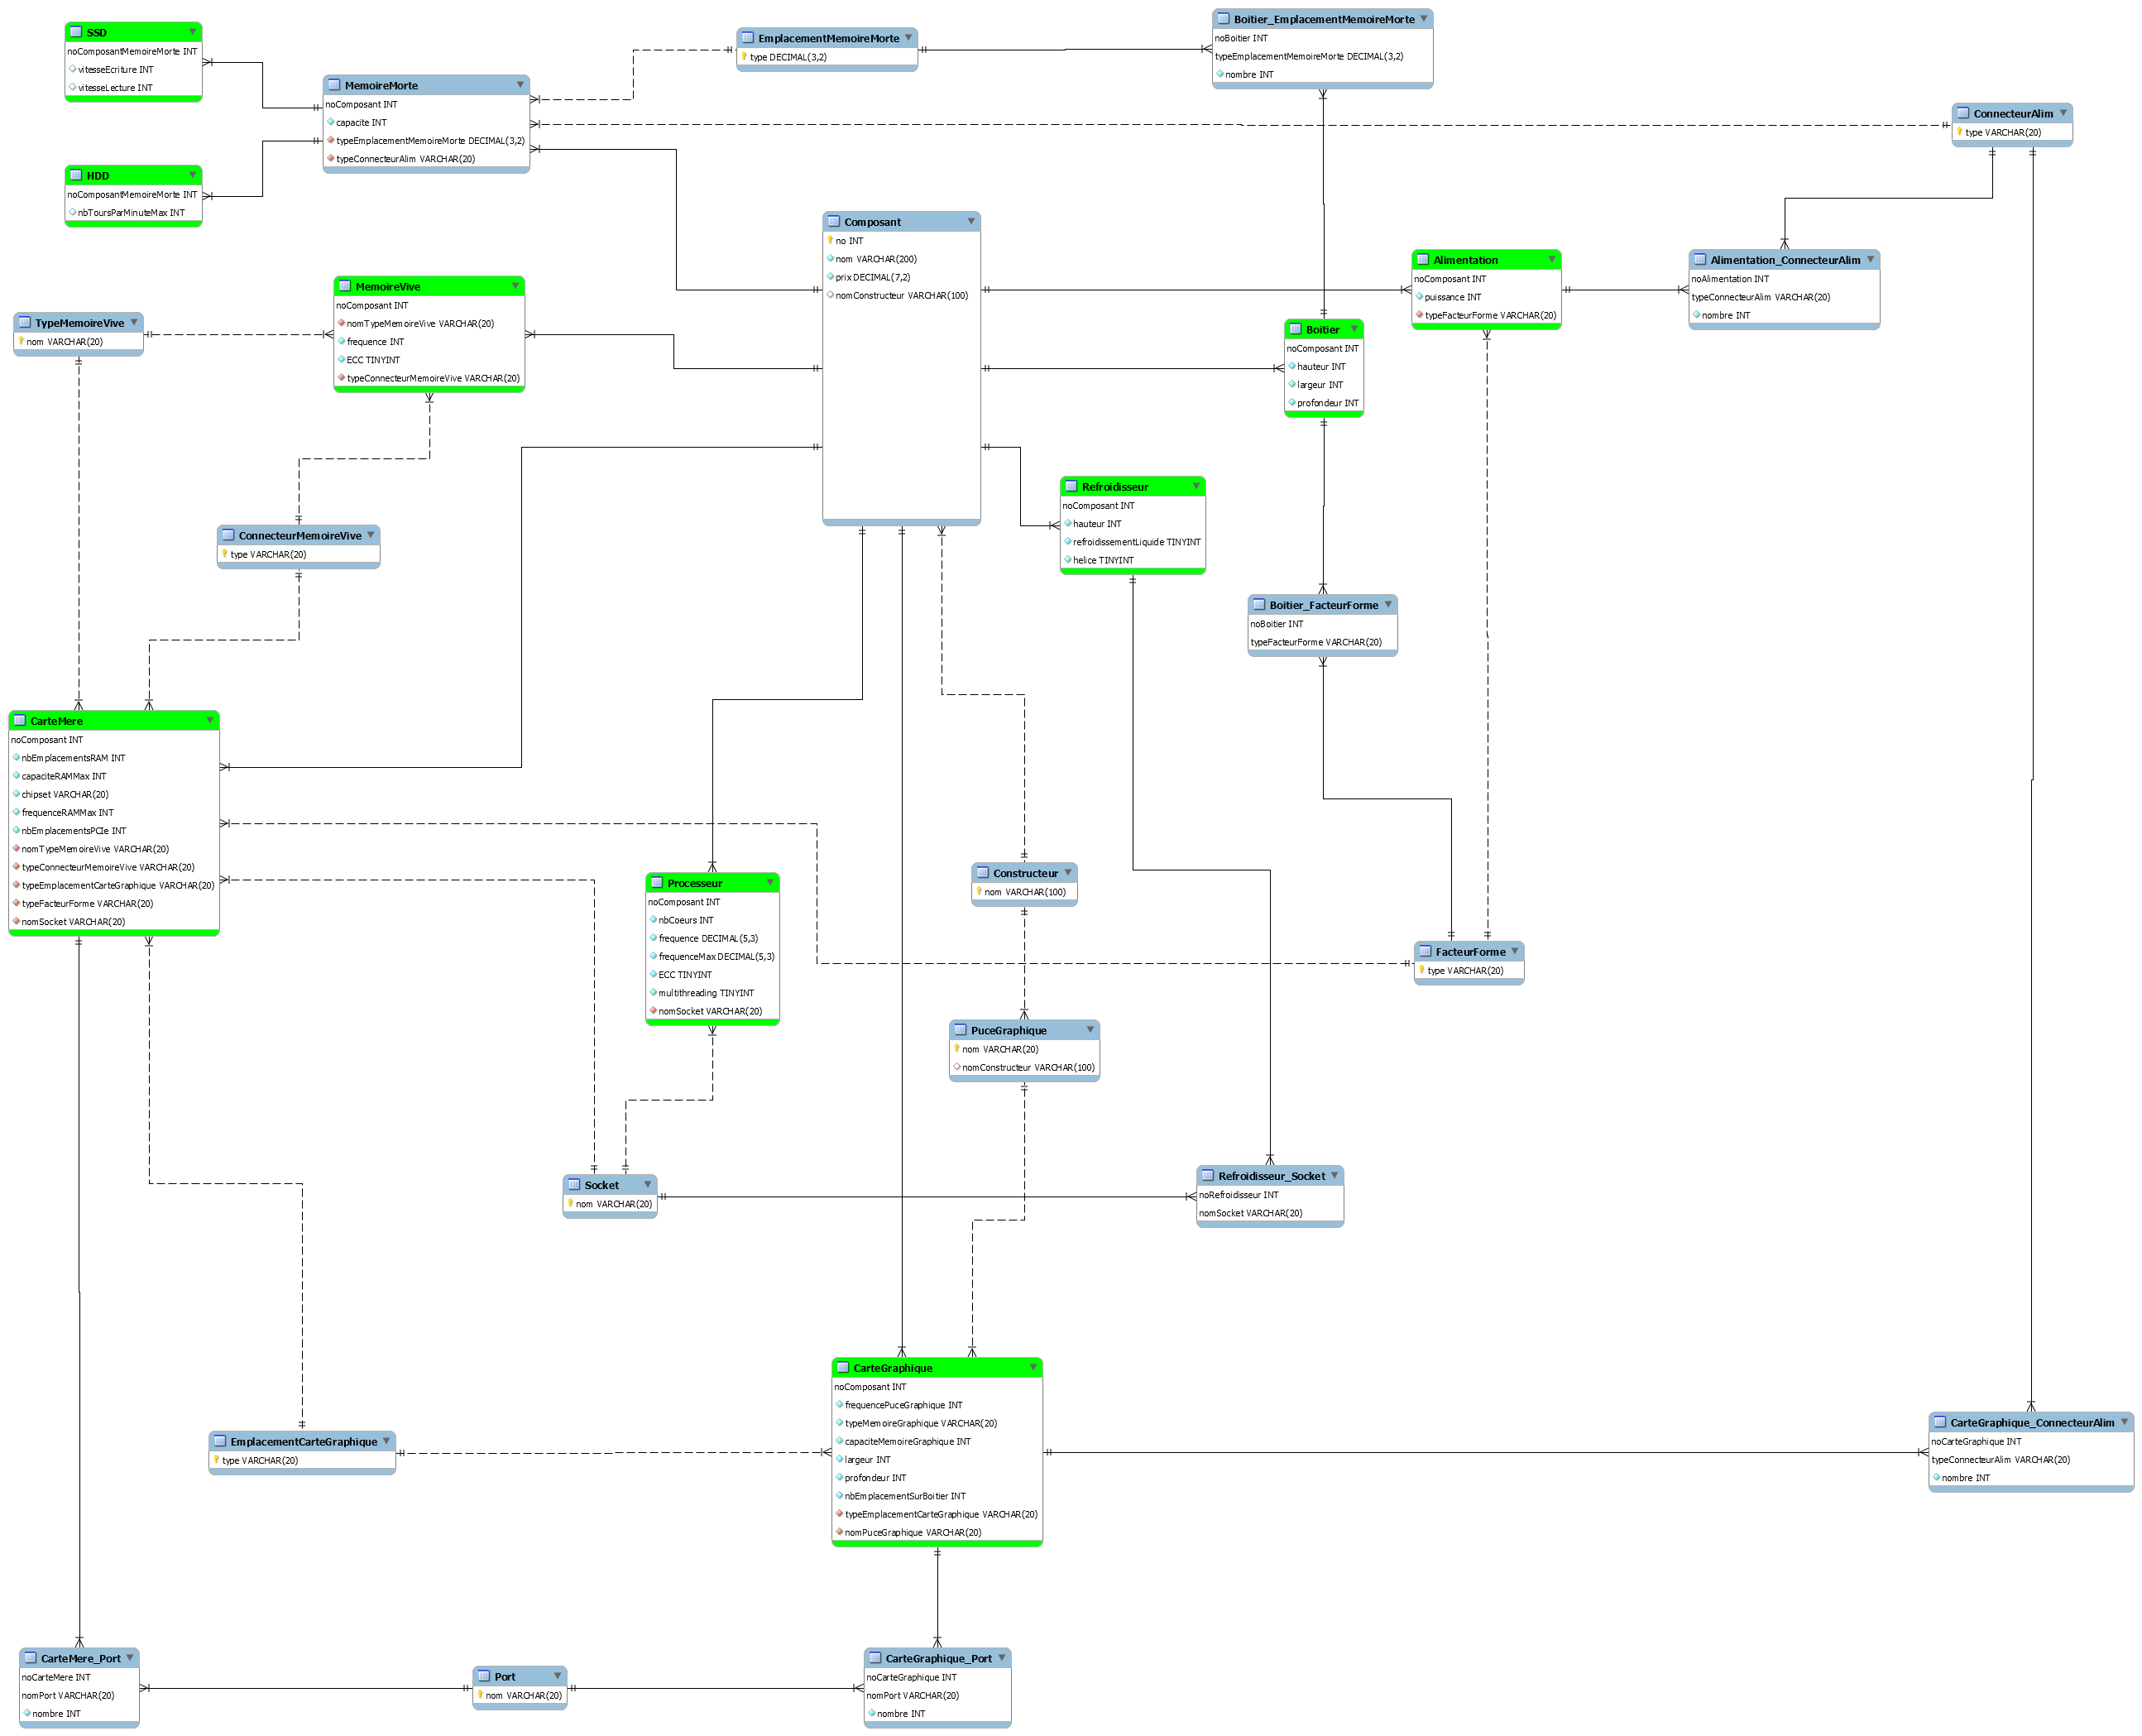 SSD
noComposantMemoireMorte INT
vitesseEcriture INT
vitesseLecture INT
HDD
noComposantMemoireMorte INT
nbToursParMinuteMax INT
MemoireMorte
noComposant INT
capacite INT
typeEmplacementMemoireMorte DECIMAL(3,2)
typeConnecteurAlim VARCHAR(20)
EmplacementMemoireMorte
type DECIMAL(3,2)
Boitier_EmplacementMemoireMorte
noBoitier INT
typeEmplacementMemoireMorte DECIMAL(3,2)
nombre INT
ConnecteurAlim
type VARCHAR(20)
Composant
no INT
nom VARCHAR(200)
prix DECIMAL(7,2)
nomConstructeur VARCHAR(100)
Alimentation
noComposant INT
puissance INT
typeFacteurForme VARCHAR(20)
Alimentation_ConnecteurAlim
noAlimentation INT
typeConnecteurAlim VARCHAR(20)
nombre INT
MemoireVive
noComposant INT
nomTypeMemoireVive VARCHAR(20)
frequence INT
ECC TINYINT
typeConnecteurMemoireVive VARCHAR(20)
TypeMemoireVive
nom VARCHAR(20)
Boitier
noComposant INT
hauteur INT
largeur INT
profondeur INT
Refroidisseur
noComposant INT
hauteur INT
refroidissementLiquide TINYINT
helice TINYINT
ConnecteurMemoireVive
type VARCHAR(20)
Boitier_FacteurForme
noBoitier INT
typeFacteurForme VARCHAR(20)
CarteMere
noComposant INT
nbEmplacementsRAM INT
capaciteRAMMax INT
chipset VARCHAR(20)
frequenceRAMMax INT
nbEmplacementsPCIe INT
nomTypeMemoireVive VARCHAR(20)
typeConnecteurMemoireVive VARCHAR(20)
typeEmplacementCarteGraphique VARCHAR(20)
typeFacteurForme VARCHAR(20)
nomSocket VARCHAR(20)
Processeur
noComposant INT
nbCoeurs INT
frequence DECIMAL(5,3)
frequenceMax DECIMAL(5,3)
ECC TINYINT
multithreading TINYINT
nomSocket VARCHAR(20)
Constructeur
nom VARCHAR(100)
FacteurForme
type VARCHAR(20)
PuceGraphique
nom VARCHAR(20)
nomConstructeur VARCHAR(100)
Socket
nom VARCHAR(20)
Refroidisseur_Socket
noRefroidisseur INT
nomSocket VARCHAR(20)
CarteGraphique
noComposant INT
frequencePuceGraphique INT
typeMemoireGraphique VARCHAR(20)
capaciteMemoireGraphique INT
largeur INT
profondeur INT
nbEmplacementSurBoitier INT
typeEmplacementCarteGraphique VARCHAR(20)
nomPuceGraphique VARCHAR(20)
EmplacementCarteGraphique
type VARCHAR(20)
CarteGraphique_ConnecteurAlim
noCarteGraphique INT
typeConnecteurAlim VARCHAR(20)
nombre INT
CarteMere_Port
noCarteMere INT
nomPort VARCHAR(20)
nombre INT
Port
nom VARCHAR(20)
CarteGraphique_Port
noCarteGraphique INT
nomPort VARCHAR(20)
nombre INT